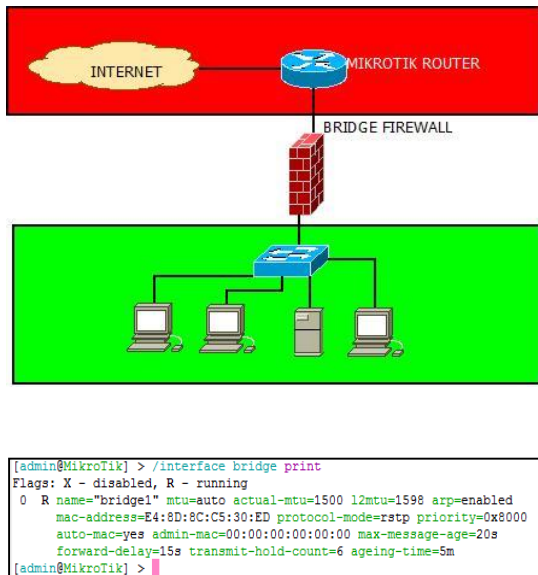 INTERNET
MIKROTIK ROUTER
BRIDGE FIREWALL
[admin@MikroTik] > /interface bridge print
Flags: X - disabled, R - running
0 R name="bridge1" mtu=auto actual-mtu=1500 l2mtu=1598 arp=enabled
mac-address=E4:8D:8C:C5:30:ED protocol-mode=rstp priority=0x8000
auto-mac=yes admin-mac=00:00:00:00:00:00 max-message-age=20s
forward-delay=15s transmit-hold-count=6 ageing-time=5m
[admin@MikroTik] >